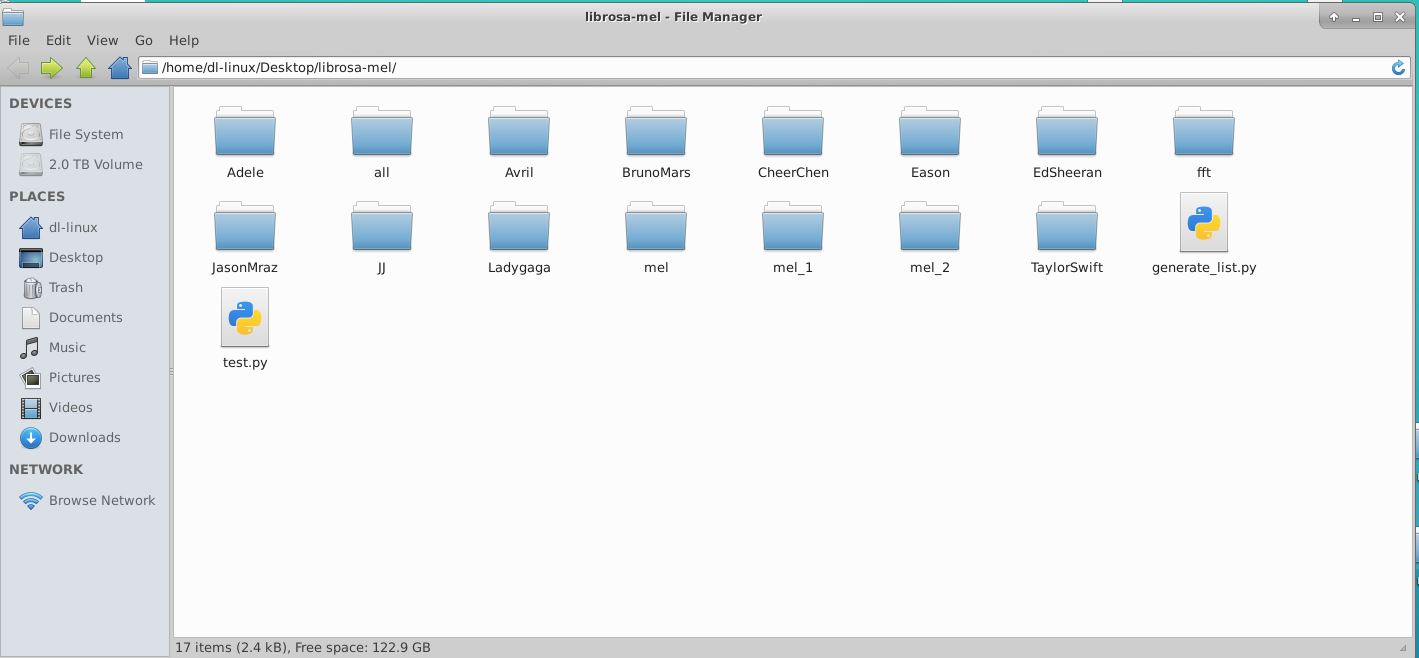 librosa-mel - File Manager
File Edit View Go Help
/home/dl-linux/Desktop/librosa-mel/
DEVICES
File System
2.0 TB Volume
PLACES
dl-linux
Desktop
Trash
Documents
Music
Pictures
Videos
Downloads
NETWORK
Browse Network
Adele all Avril BrunoMars CheerChen Eason EdSheeran fft
JasonMraz JJ Ladygaga mel mel_1 mel_2 TaylorSwift generate_list.py
test.py
17 items (2.4 kB), Free space: 122.9 GB